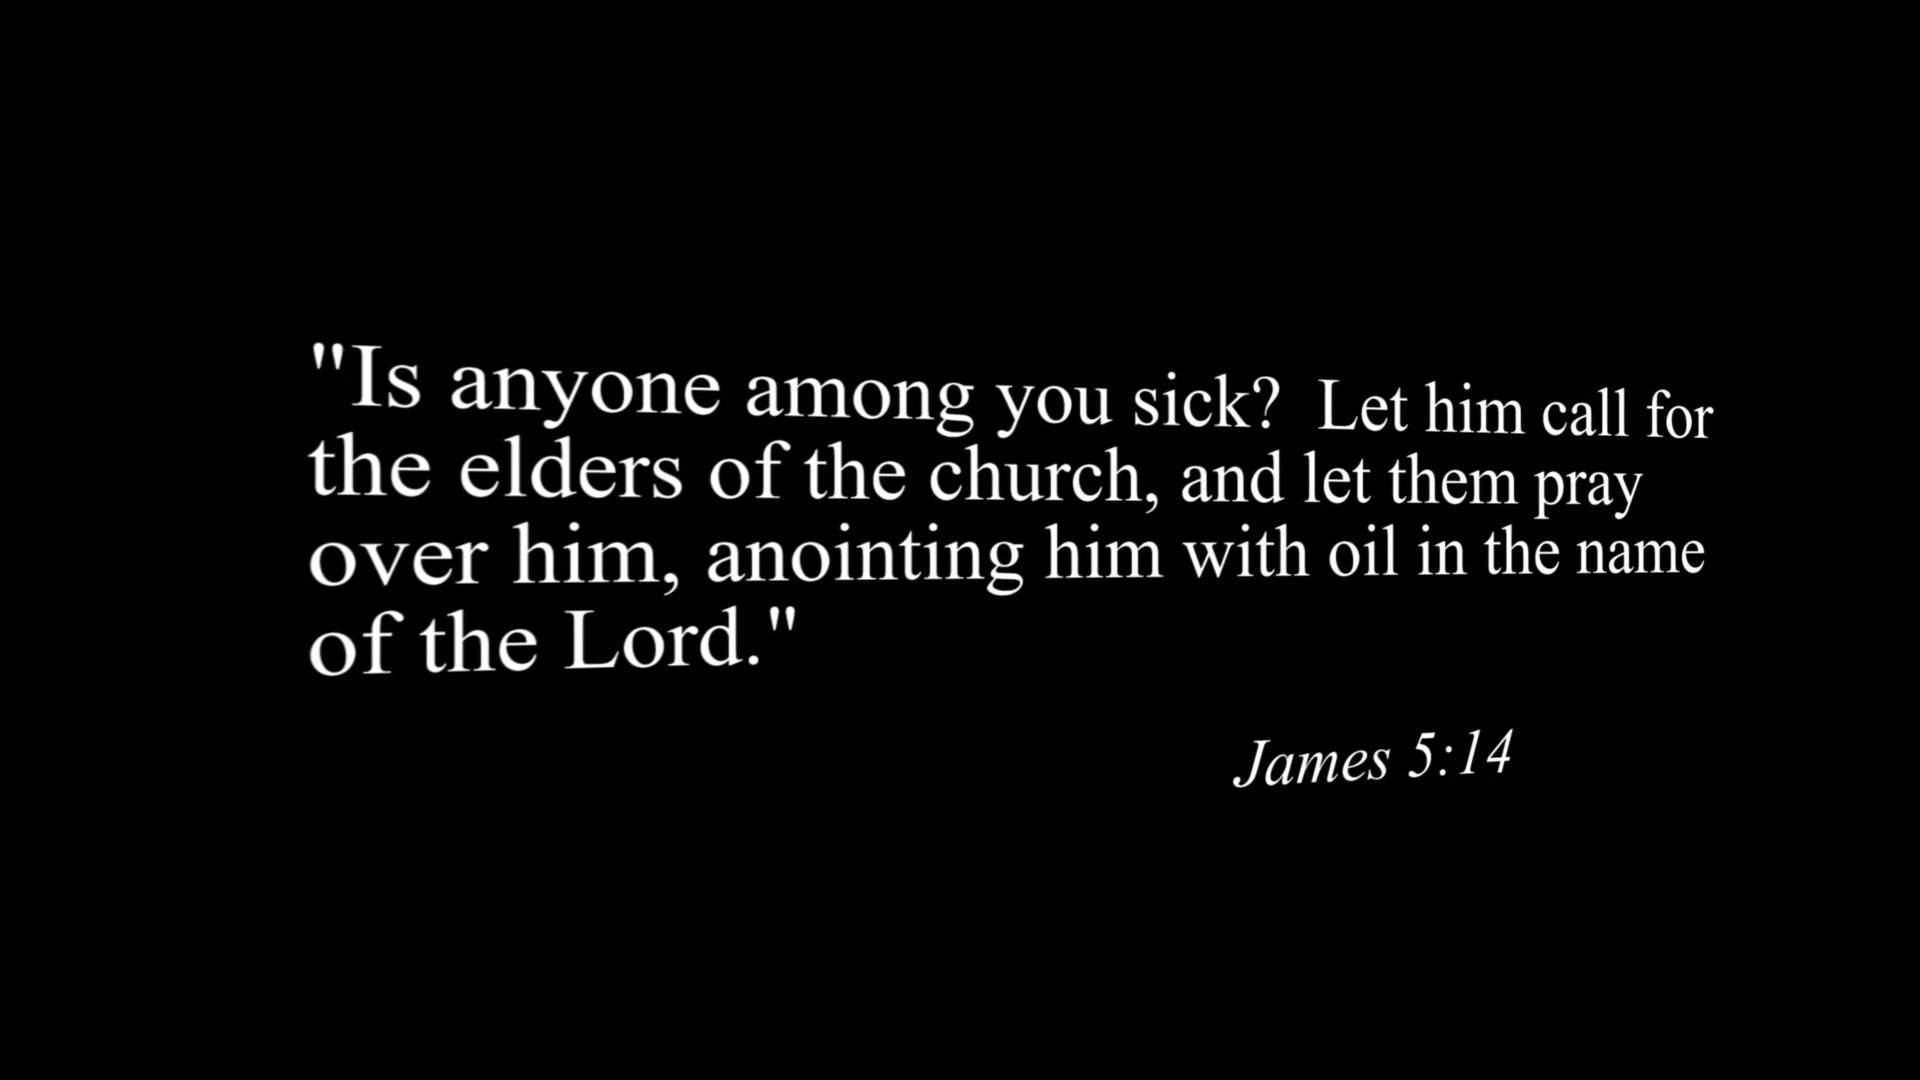 "Is anyone among you sick?  Let him call for
the elders of the church, and let them pray
over him, anointing him with oil in the name
of the Lord."
James 5:14